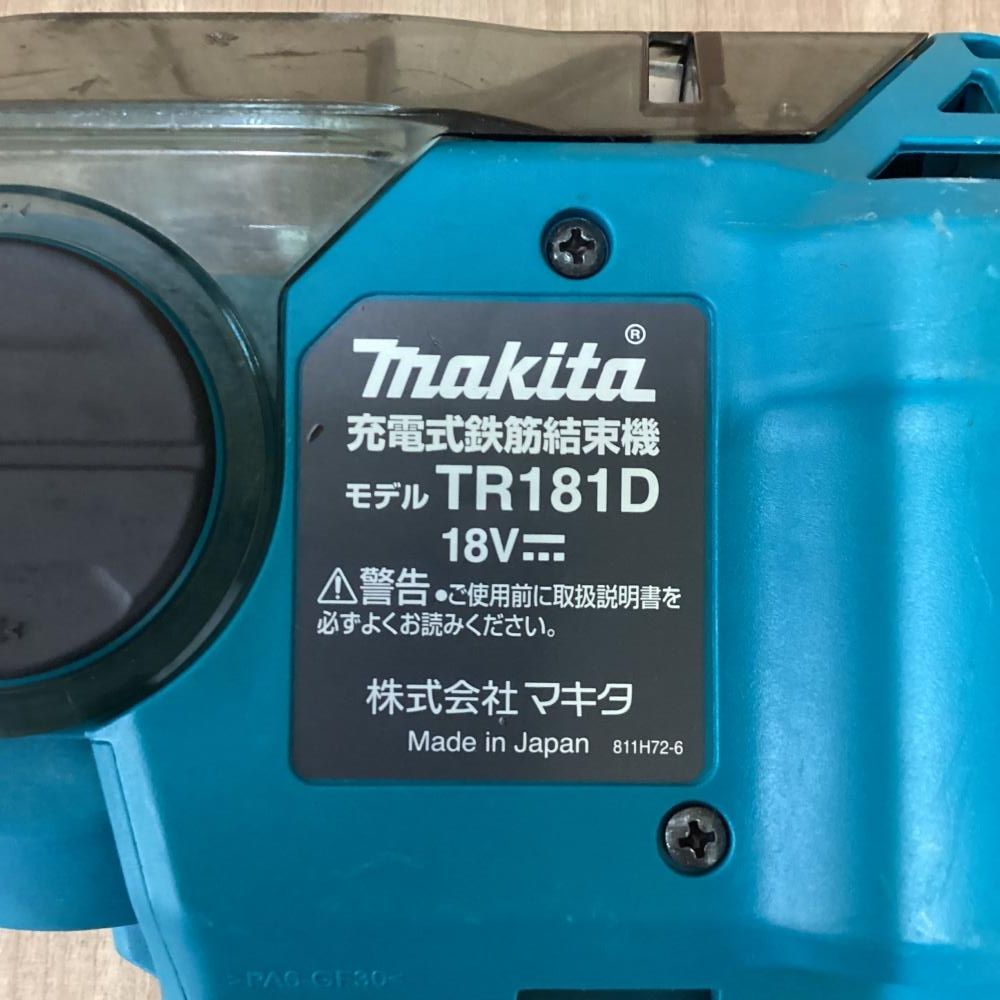 makita®
充電式鉄筋結束機
モデル TR181D
18V⎓
⚠警告 ●ご使用前に取扱説明書を
必ずよくお読みください。
株式会社 マキタ
Made in Japan 811H72-6
>PA6-GF30<